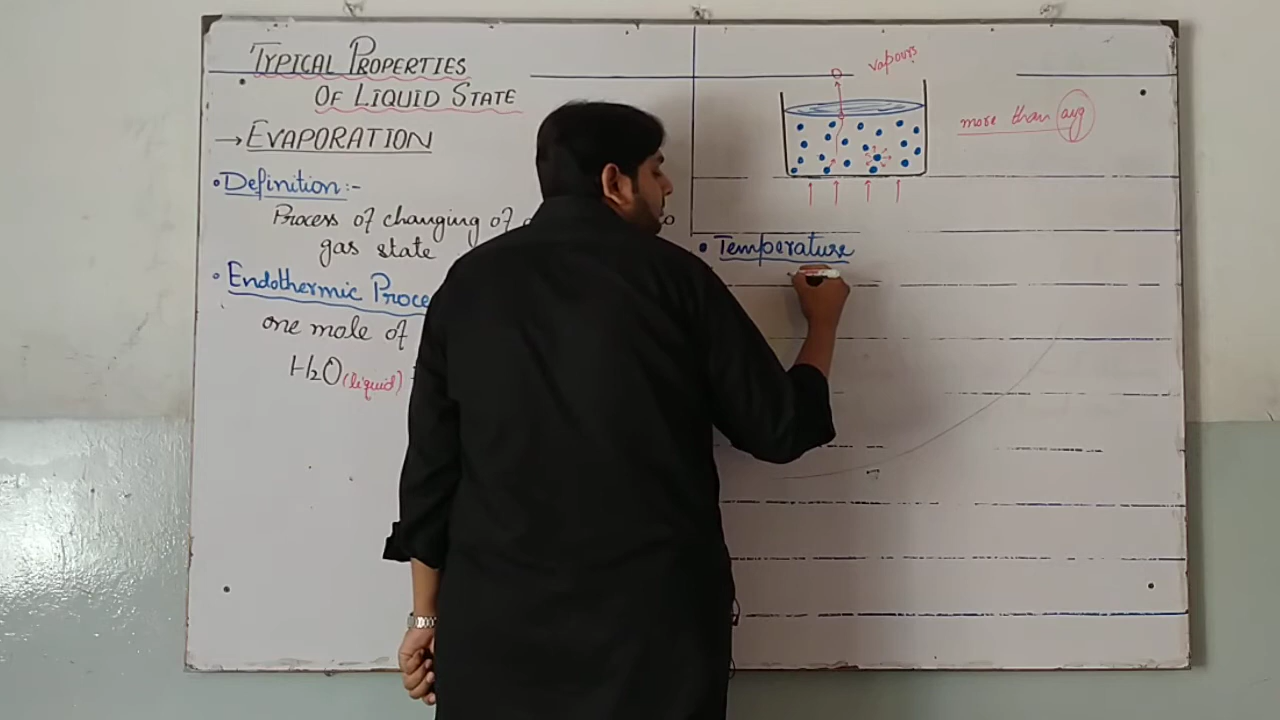 TYPICAL PROPERTIES
OF LIQUID STATE
→ EVAPORATION
• Definition:-
Process of changing of
gas state
• Endothermic
one mole of
H₂O(liquid)
vapours
more than avg
• Temperature